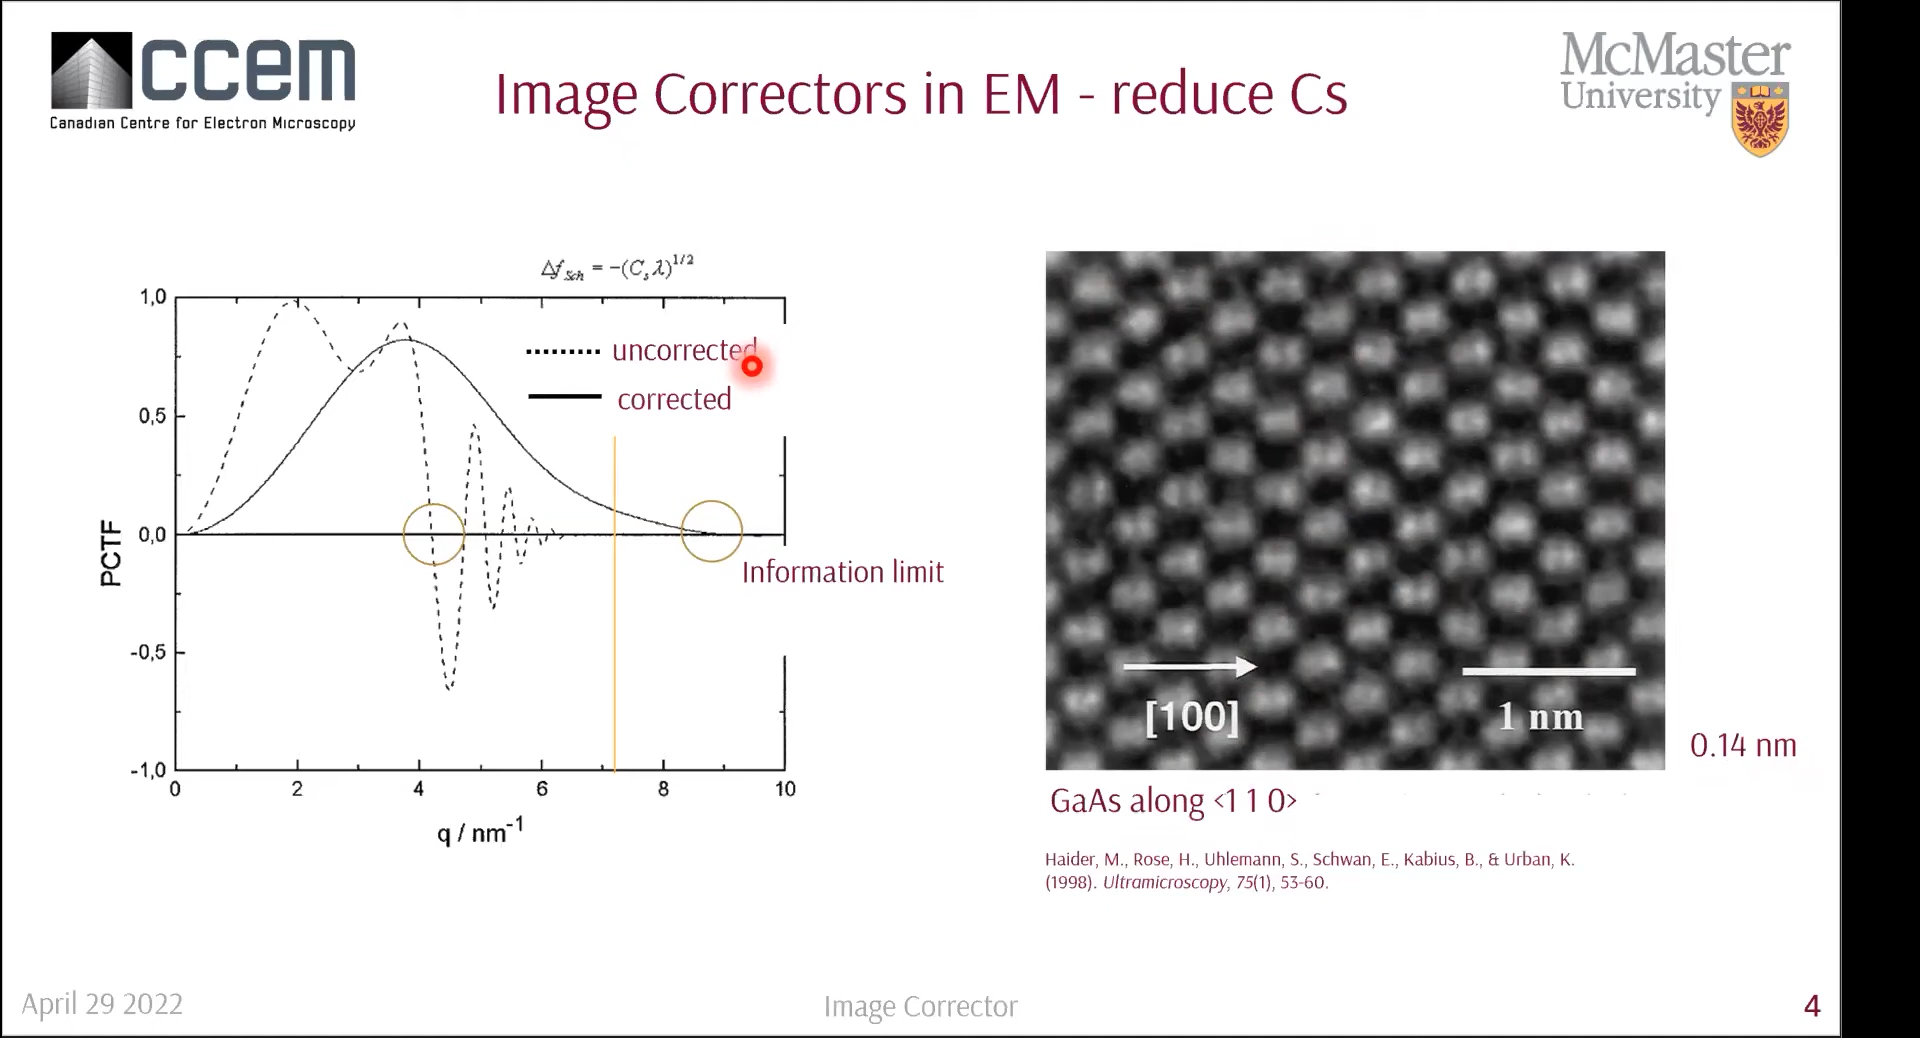 ccem
Canadian Centre for Electron Microscopy
Image Correctors in EM - reduce Cs
McMaster
University
Δf Sch = −(C s λ)^1/2
1,0
0,5
0,0
-0,5
-1,0
PCTF
uncorrected
corrected
Information limit
0 2 4 6 8 10
q / nm⁻¹
[100]
1 nm
0.14 nm
GaAs along <1 1 0>
Haider, M., Rose, H., Uhlemann, S., Schwan, E., Kabius, B., & Urban, K.
(1998). Ultramicroscopy, 75(1), 53-60.
April 29 2022
Image Corrector
4